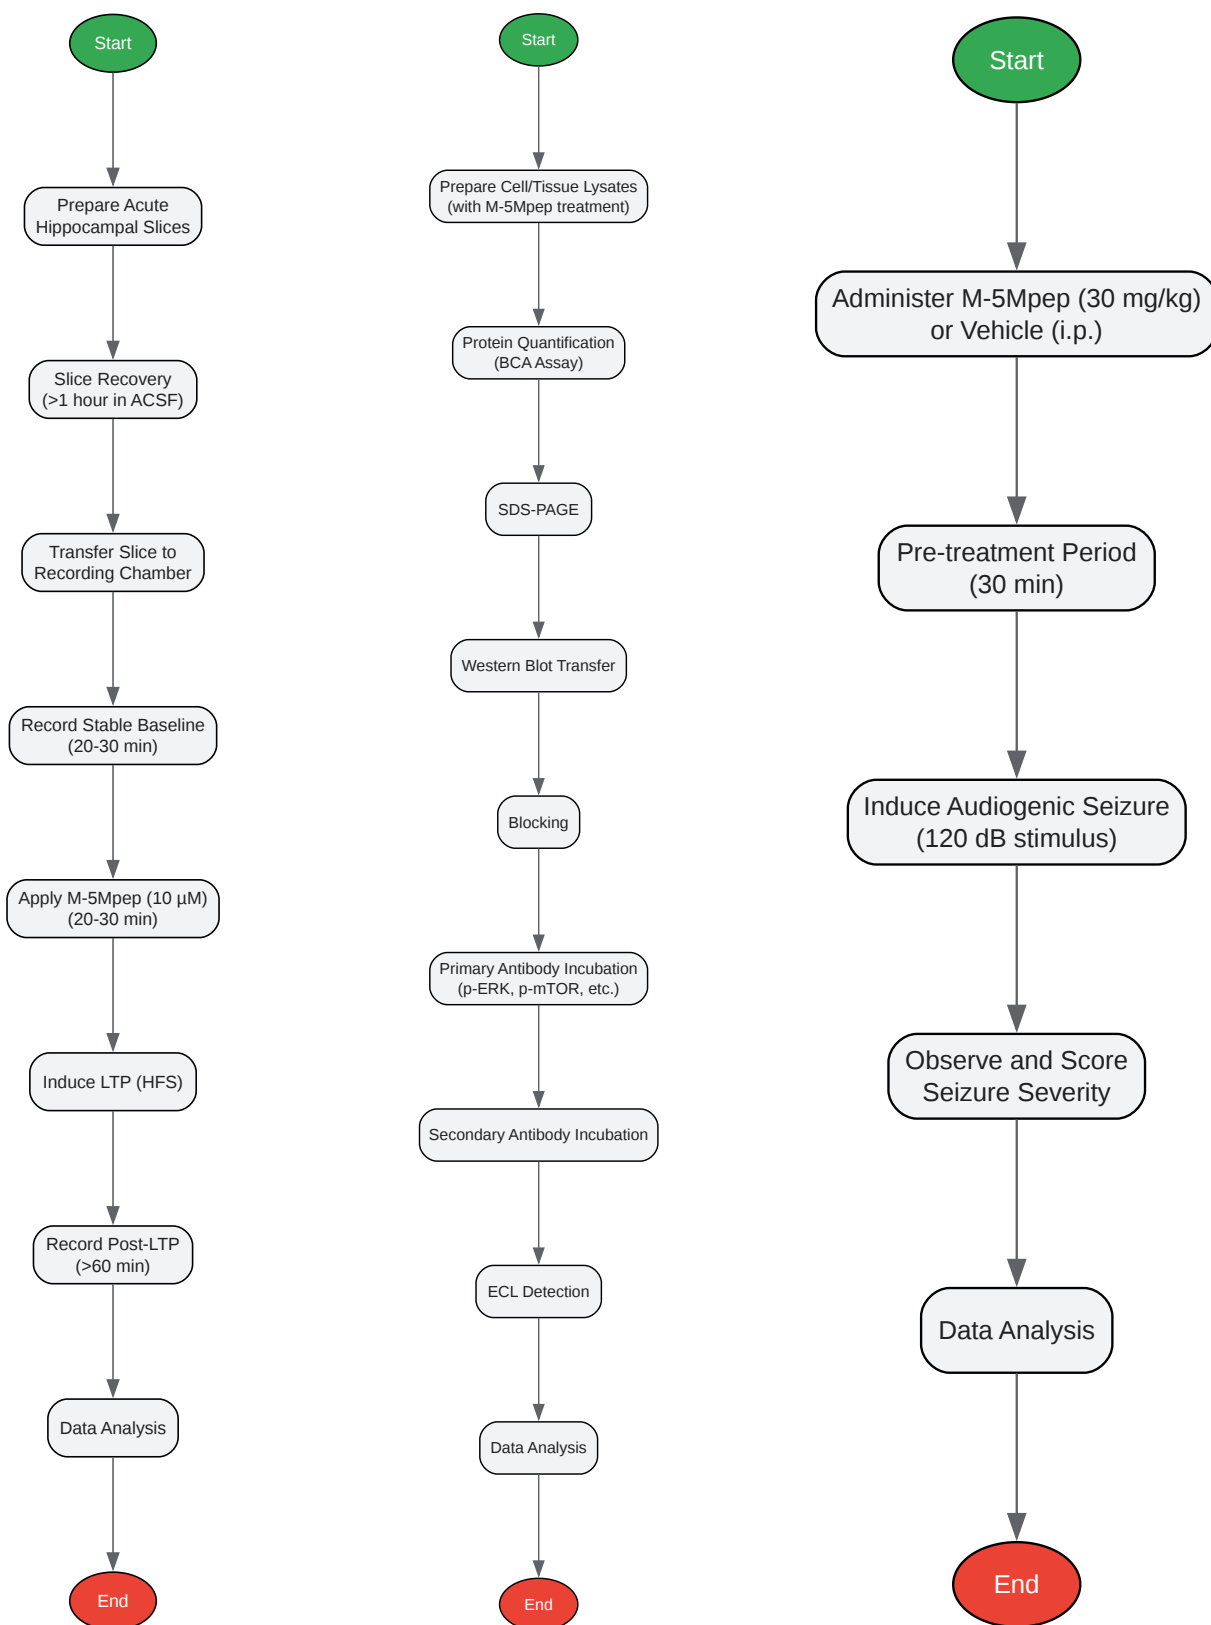 Start
Prepare Acute
Hippocampal Slices
Slice Recovery
(>1 hour in ACSF)
Transfer Slice to
Recording Chamber
Record Stable Baseline
(20-30 min)
Apply M-5Mpep (10 µM)
(20-30 min)
Induce LTP (HFS)
Record Post-LTP
(>60 min)
Data Analysis
End
Start
Prepare Cell/Tissue Lysates
(with M-5Mpep treatment)
Protein Quantification
(BCA Assay)
SDS-PAGE
Western Blot Transfer
Blocking
Primary Antibody Incubation
(p-ERK, p-mTOR, etc.)
Secondary Antibody Incubation
ECL Detection
Data Analysis
End
Start
Administer M-5Mpep (30 mg/kg)
or Vehicle (i.p.)
Pre-treatment Period
(30 min)
Induce Audiogenic Seizure
(120 dB stimulus)
Observe and Score
Seizure Severity
Data Analysis
End